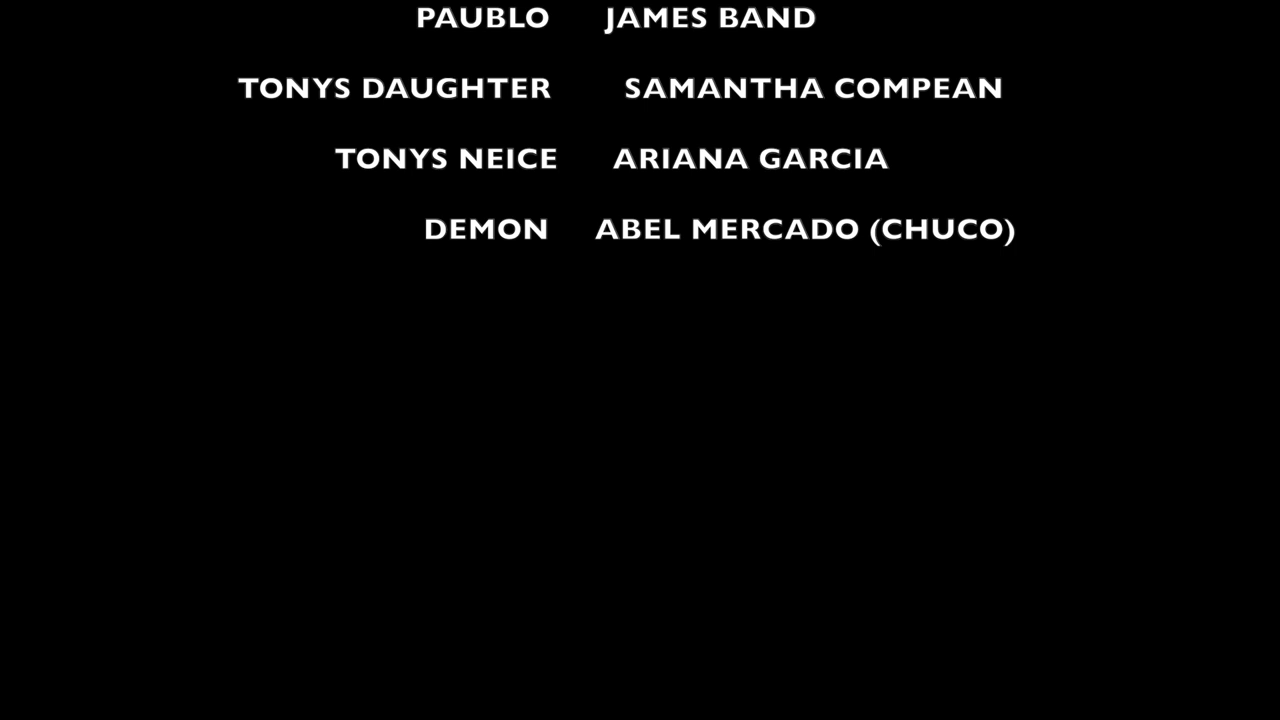 PAUBLO JAMES BAND
TONYS DAUGHTER SAMANTHA COMPEAN
TONYS NEICE ARIANA GARCIA
DEMON ABEL MERCADO (CHUCO)